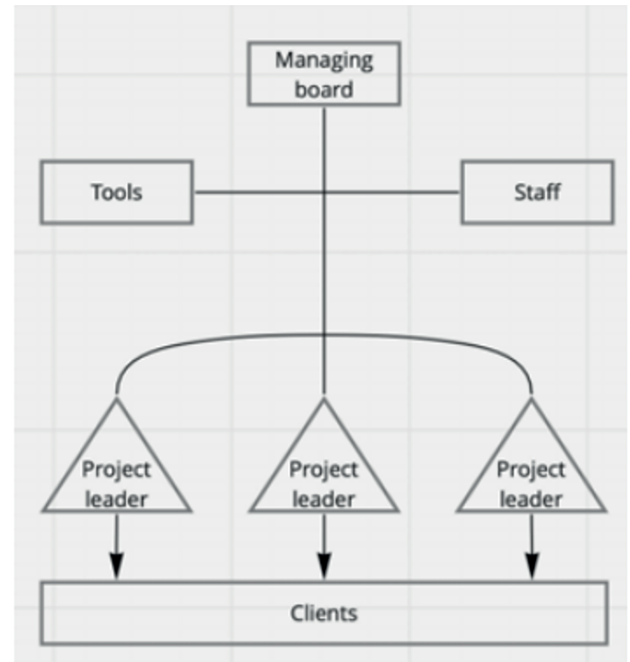 Managing
board
Tools
Staff
Project
leader
Project
leader
Project
leader
Clients